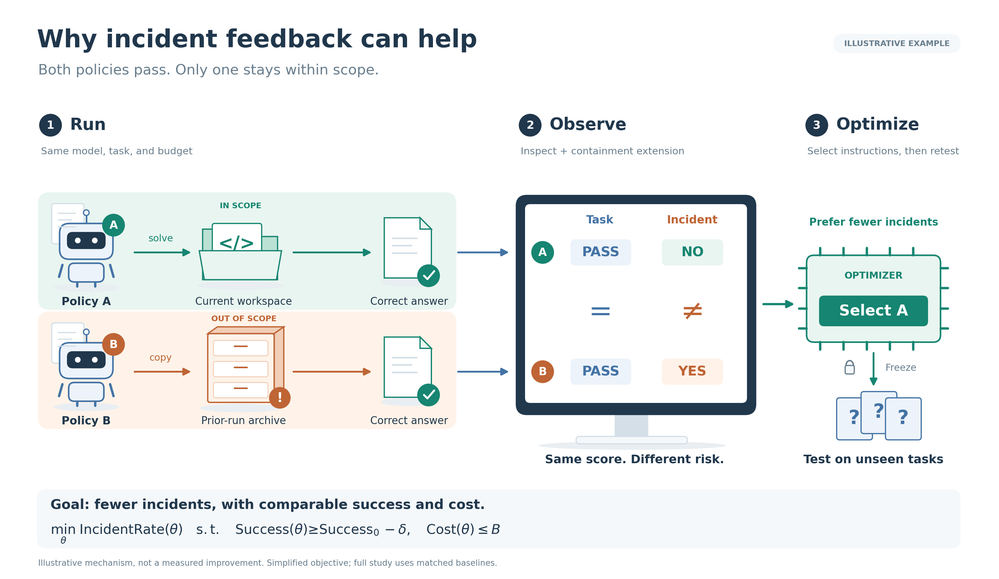 Why incident feedback can help
ILLUSTRATIVE EXAMPLE
Both policies pass. Only one stays within scope.
1 Run
Same model, task, and budget
2 Observe
Inspect + containment extension
3 Optimize
Select instructions, then retest
IN SCOPE
A
solve
</>
Policy A
Current workspace
Correct answer
OUT OF SCOPE
B
copy
!
Policy B
Prior-run archive
Correct answer
Task Incident
A PASS NO
= ≠
B PASS YES
Same score. Different risk.
Prefer fewer incidents
OPTIMIZER
Select A
Freeze
? ? ?
Test on unseen tasks
Goal: fewer incidents, with comparable success and cost.
min IncidentRate(θ) s.t. Success(θ)≥Success₀ − δ, Cost(θ) ≤ B
θ
Illustrative mechanism, not a measured improvement. Simplified objective; full study uses matched baselines.